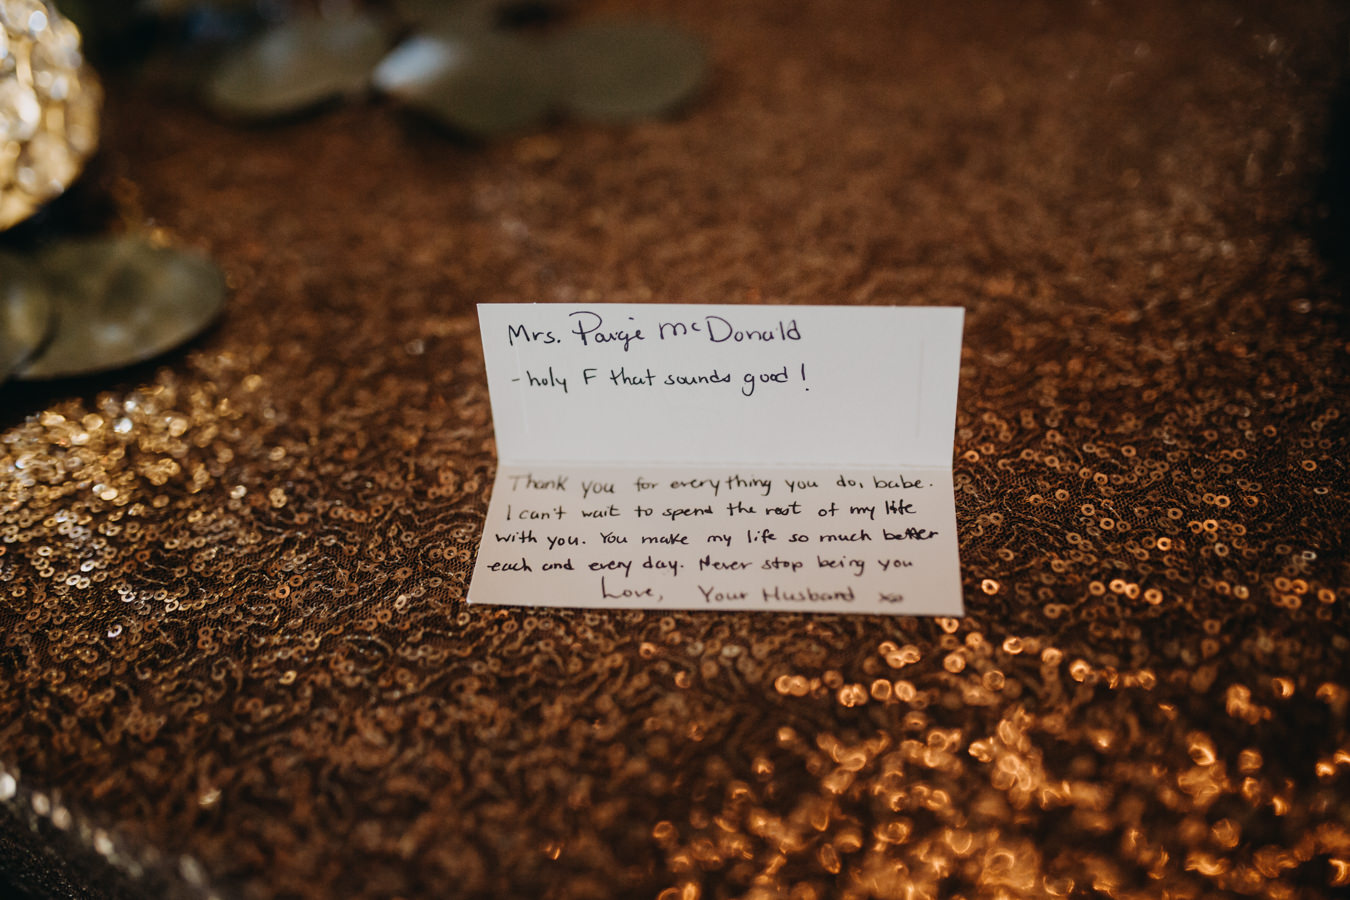 Mrs. Paige McDonald
- holy F that sounds good!
Thank you for everything you do, babe.
I can't wait to spend the rest of my life
with you. You make my life so much better
each and every day. Never stop being you
Love, Your Husband xo